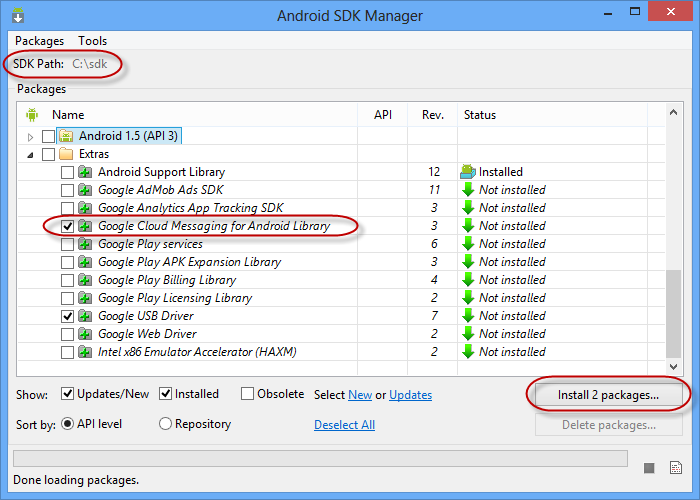 Android SDK Manager
Packages Tools
SDK Path: C:\sdk
Packages
Name API Rev. Status
Android 1.5 (API 3)
Extras
Android Support Library 12 Installed
Google AdMob Ads SDK 11 Not installed
Google Analytics App Tracking SDK 3 Not installed
Google Cloud Messaging for Android Library 3 Not installed
Google Play services 6 Not installed
Google Play APK Expansion Library 3 Not installed
Google Play Billing Library 4 Not installed
Google Play Licensing Library 2 Not installed
Google USB Driver 7 Not installed
Google Web Driver 2 Not installed
Intel x86 Emulator Accelerator (HAXM) 2 Not installed
Show: Updates/New Installed Obsolete Select New or Updates Install 2 packages...
Sort by: API level Repository Deselect All Delete packages...
Done loading packages.